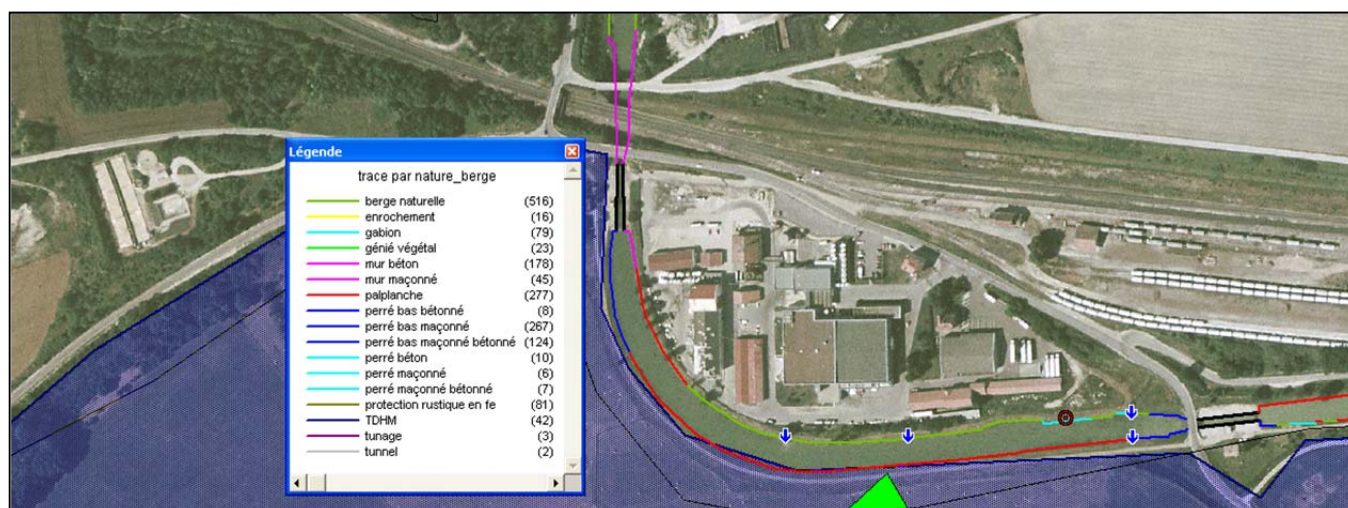 Légende
trace par nature_berge
berge naturelle (516)
enrochement (16)
gabion (79)
génié végétal (23)
mur béton (178)
mur maçonné (45)
palplanche (277)
perré bas bétonné (8)
perré bas maçonné (267)
perré bas maçonné bétonné (124)
perré béton (10)
perré maçonné (6)
perré maçonné bétonné (7)
protection rustique en fe (81)
TDHM (42)
tunage (3)
tunnel (2)